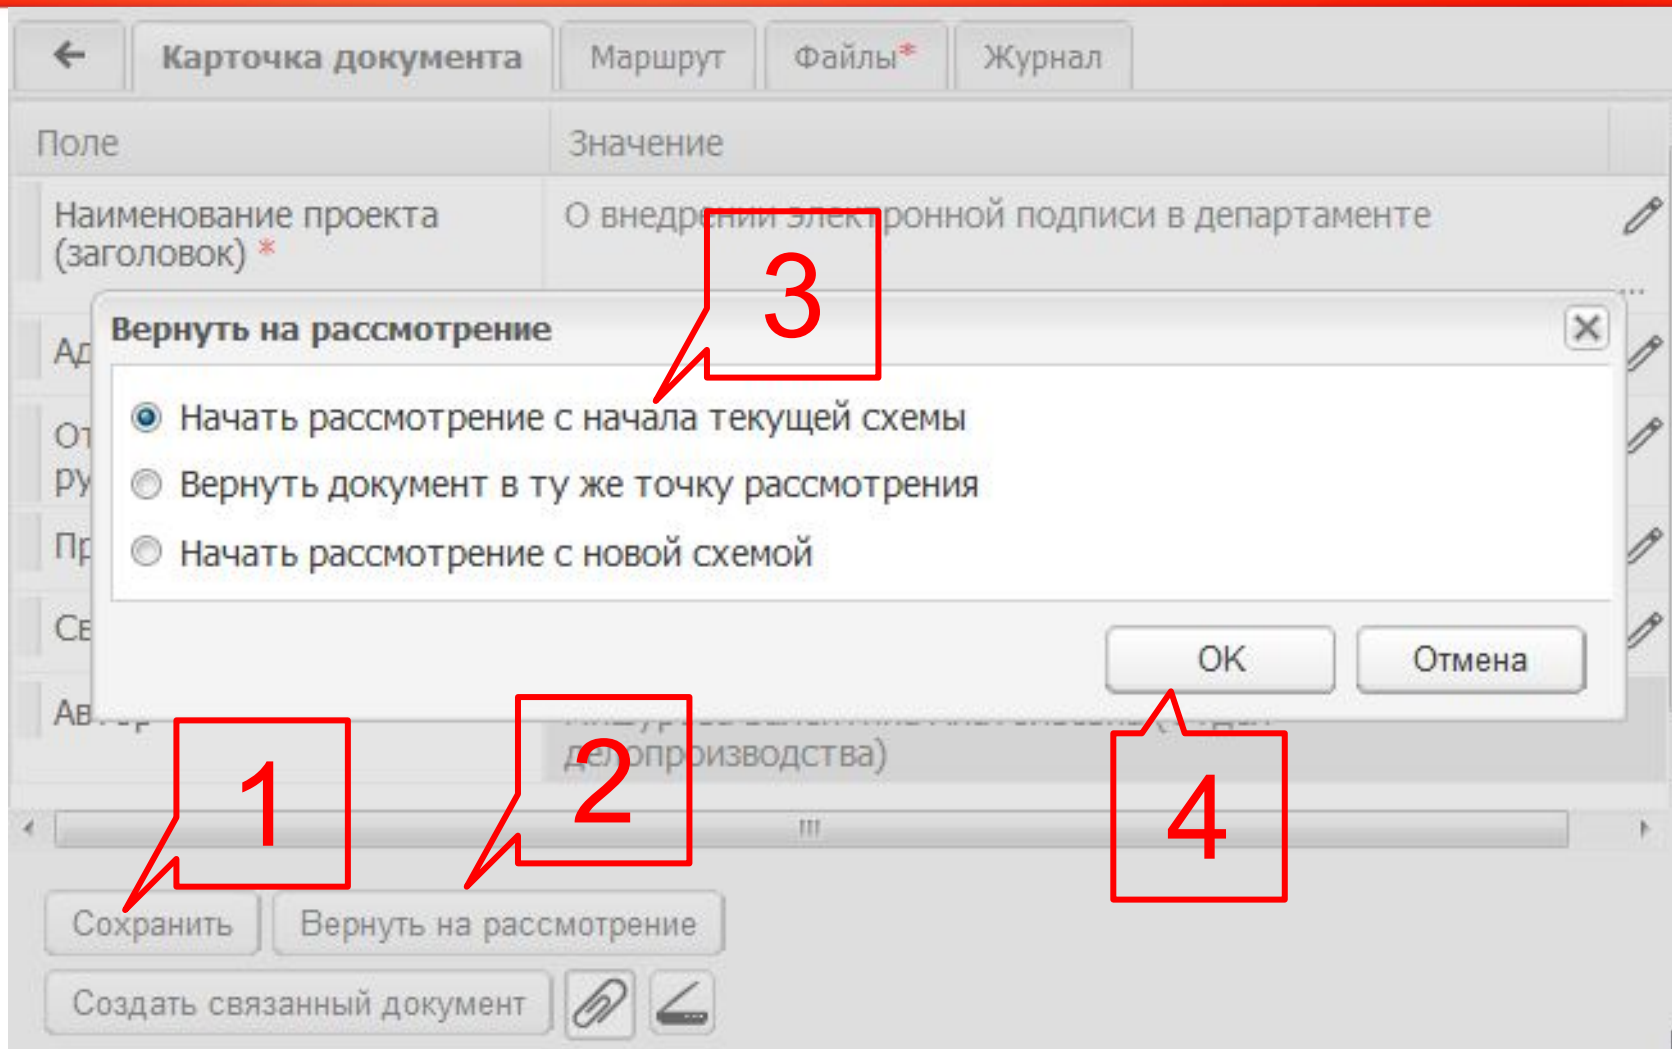 Карточка документа
Маршрут
Файлы*
Журнал
Поле
Значение
Наименование проекта
(заголовок) *
О внедрении электронной подписи в департаменте
3
...
Вернуть на рассмотрение
Начать рассмотрение с начала текущей схемы
Вернуть документ в ту же точку рассмотрения
Начать рассмотрение с новой схемой
OK
Отмена
делопроизводства)
1
2
4
Сохранить
Вернуть на рассмотрение
Создать связанный документ